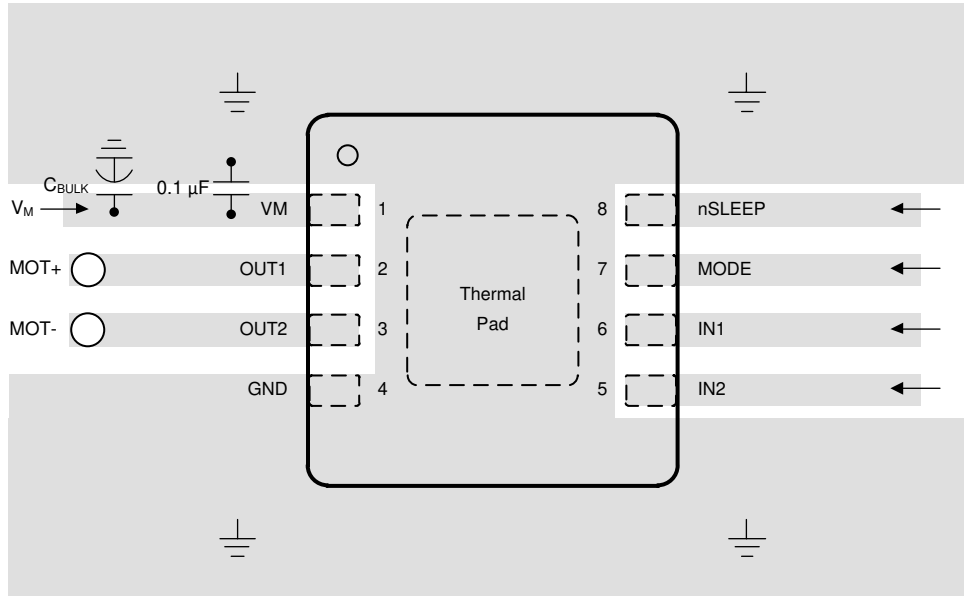 C_BULK 0.1 µF
V_M VM 1 8 nSLEEP
MOT+ OUT1 2 7 MODE
Thermal
Pad
MOT- OUT2 3 6 IN1
GND 4 5 IN2